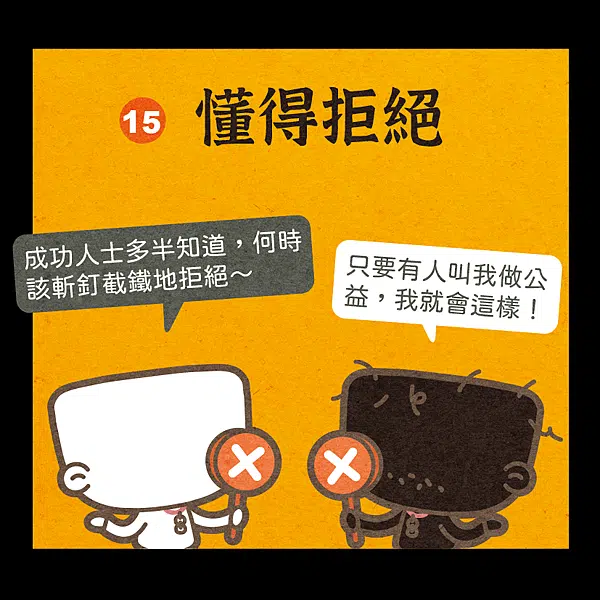 15 懂得拒絕
成功人士多半知道，何時
該斬釘截鐵地拒絕～
只要有人叫我做公
益，我就會這樣！